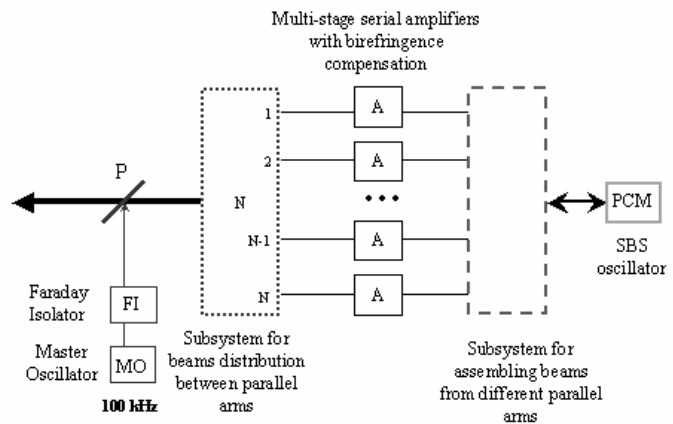 Multi-stage serial amplifiers
with birefringence
compensation
1
A
2
A
P
N
PCM
N-1
A
SBS
oscillator
N
A
Faraday
Isolator
FI
Master
Oscillator
MO
100 kHz
Subsystem for
beams distribution
between parallel
arms
Subsystem for
assembling beams
from different parallel
arms